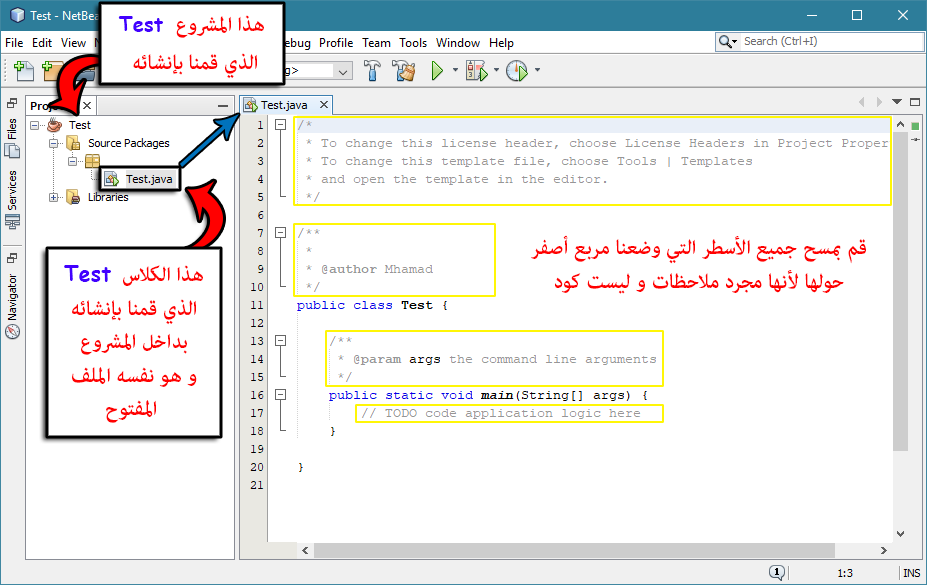 Test - NetBea
هذا المشروع Test
الذي قمنا بإنشائه
File Edit View ebug Profile Team Tools Window Help
Search (Ctrl+I)
Test.java
Files
Services
Navigator
Test
Source Packages
Test.java
Libraries
هذا الكلاس Test
الذي قمنا بإنشائه
بداخل المشروع
و هو نفسه الملف
المفتوح
1 /*
2 * To change this license header, choose License Headers in Project Proper
3 * To change this template file, choose Tools | Templates
4 * and open the template in the editor.
5 */
6
7 /**
8 *
9 * @author Mhamad
10 */
11 public class Test {
12
13 /**
14 * @param args the command line arguments
15 */
16 public static void main(String[] args) {
17 // TODO code application logic here
18 }
19
20 }
21
قم بمسح جميع الأسطر التي وضعنا مربع أصفر
حولها لأنها مجرد ملاحظات و ليست كود
1 1:3 INS